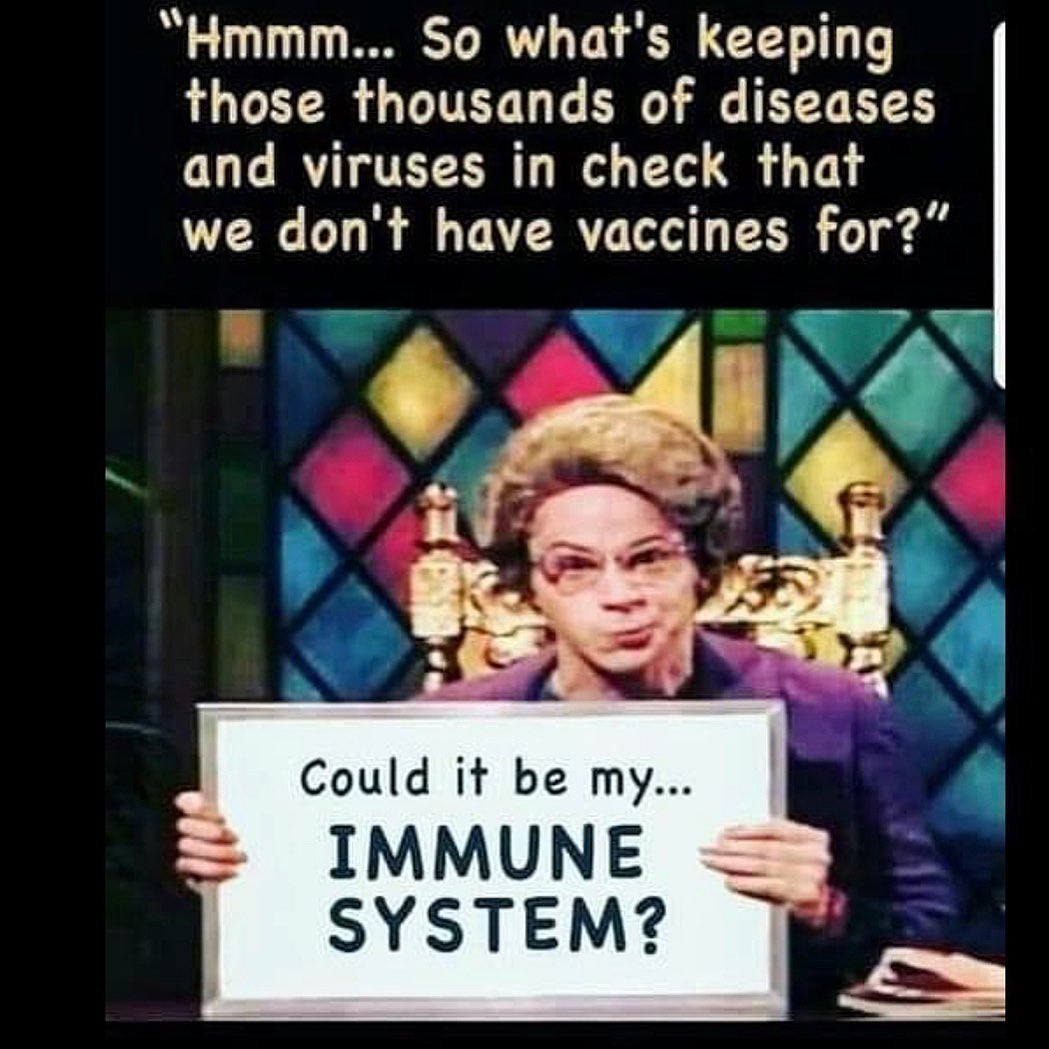 "Hmmm... So what's keeping
those thousands of diseases
and viruses in check that
we don't have vaccines for?"
Could it be my...
IMMUNE
SYSTEM?